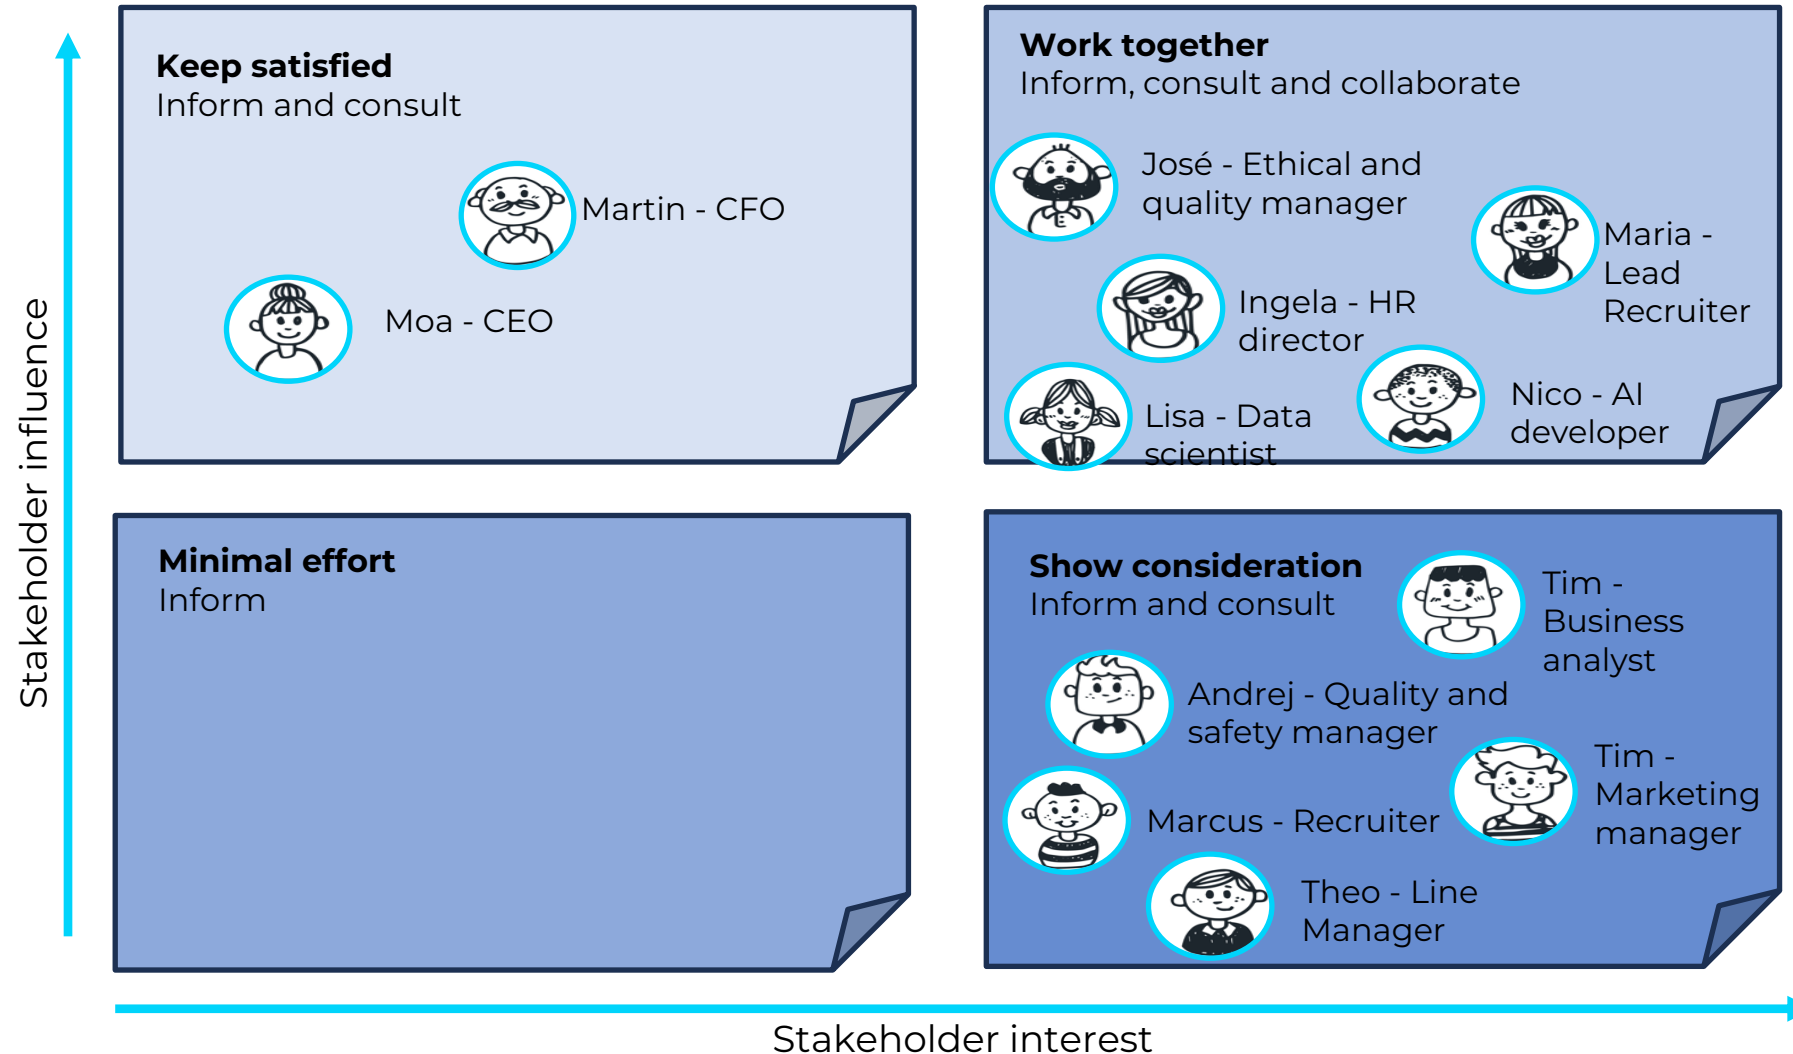 Stakeholder influence
Keep satisfied
Inform and consult
Martin - CFO
Moa - CEO
Work together
Inform, consult and collaborate
José - Ethical and
quality manager
Maria -
Lead
Recruiter
Ingela - HR
director
Nico - AI
developer
Lisa - Data
scientist
Minimal effort
Inform
Show consideration
Inform and consult
Tim -
Business
analyst
Andrej - Quality and
safety manager
Tim -
Marketing
manager
Marcus - Recruiter
Theo - Line
Manager
Stakeholder interest